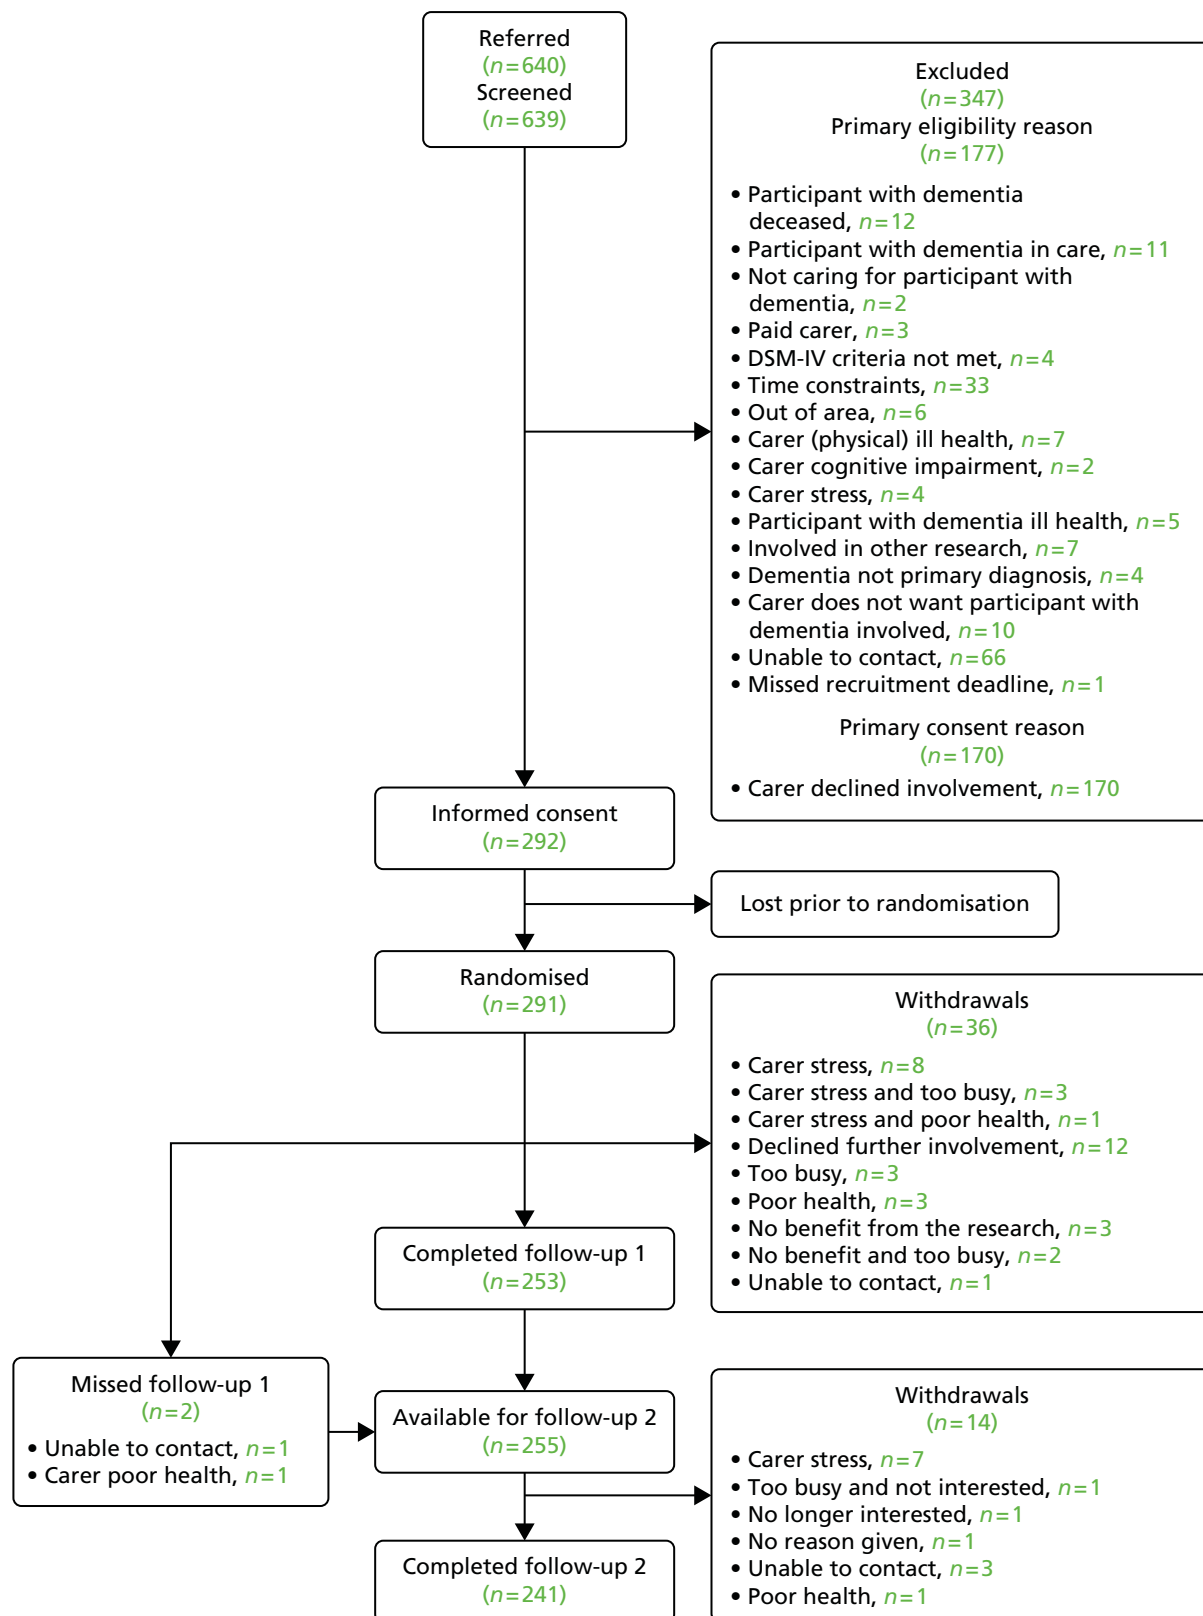 Referred
(n=640)
Screened
(n=639)
Excluded
(n=347)
Primary eligibility reason
(n=177)
• Participant with dementia
deceased, n=12
• Participant with dementia in care, n=11
• Not caring for participant with
dementia, n=2
• Paid carer, n=3
• DSM-IV criteria not met, n=4
• Time constraints, n=33
• Out of area, n=6
• Carer (physical) ill health, n=7
• Carer cognitive impairment, n=2
• Carer stress, n=4
• Participant with dementia ill health, n=5
• Involved in other research, n=7
• Dementia not primary diagnosis, n=4
• Carer does not want participant with
dementia involved, n=10
• Unable to contact, n=66
• Missed recruitment deadline, n=1
Primary consent reason
(n=170)
• Carer declined involvement, n=170
Informed consent
(n=292)
Lost prior to randomisation
Randomised
(n=291)
Withdrawals
(n=36)
• Carer stress, n=8
• Carer stress and too busy, n=3
• Carer stress and poor health, n=1
• Declined further involvement, n=12
• Too busy, n=3
• Poor health, n=3
• No benefit from the research, n=3
• No benefit and too busy, n=2
• Unable to contact, n=1
Completed follow-up 1
(n=253)
Missed follow-up 1
(n=2)
• Unable to contact, n=1
• Carer poor health, n=1
Available for follow-up 2
(n=255)
Withdrawals
(n=14)
• Carer stress, n=7
• Too busy and not interested, n=1
• No longer interested, n=1
• No reason given, n=1
• Unable to contact, n=3
• Poor health, n=1
Completed follow-up 2
(n=241)